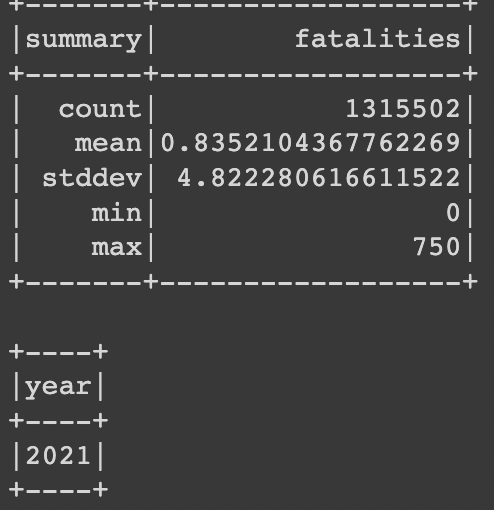 +-------+------------------+
|summary|        fatalities|
+-------+------------------+
|  count|           1315502|
|   mean|0.8352104367762269|
| stddev| 4.822280616611522|
|    min|                 0|
|    max|               750|
+-------+------------------+
+----+
|year|
+----+
|2021|
+----+